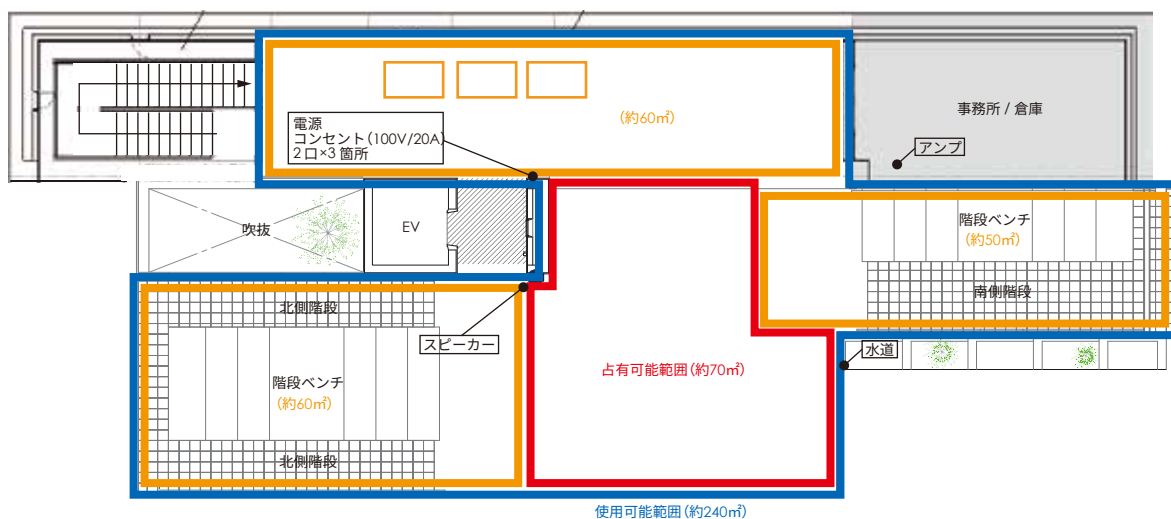 (約60㎡)
事務所 / 倉庫
電源
コンセント(100V/20A)
2口×3箇所
アンプ
吹抜
EV
階段ベンチ
(約50㎡)
南側階段
北側階段
スピーカー
水道
占有可能範囲(約70㎡)
階段ベンチ
(約60㎡)
北側階段
使用可能範囲(約240㎡)